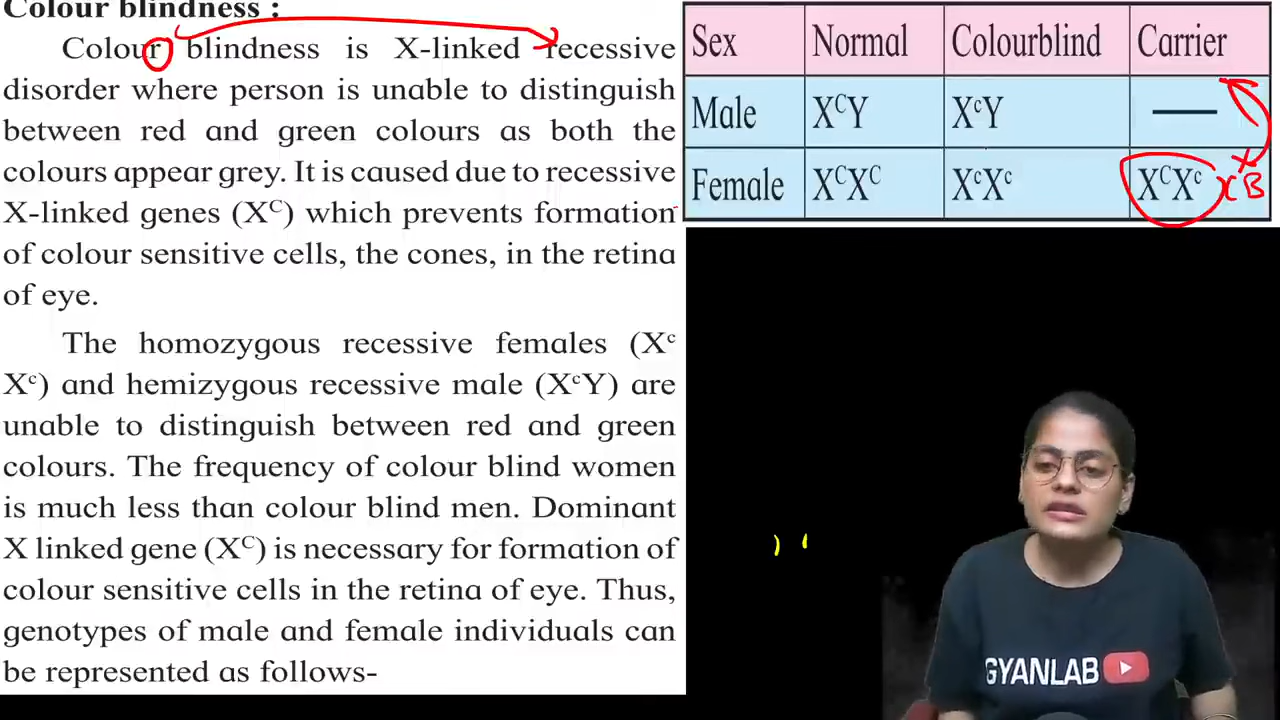 Colour blindness :
Colour blindness is X-linked recessive
disorder where person is unable to distinguish
between red and green colours as both the
colours appear grey. It is caused due to recessive
X-linked genes (Xᶜ) which prevents formation
of colour sensitive cells, the cones, in the retina
of eye.
The homozygous recessive females (Xᶜ
Xᶜ) and hemizygous recessive male (XᶜY) are
unable to distinguish between red and green
colours. The frequency of colour blind women
is much less than colour blind men. Dominant
X linked gene (X^C) is necessary for formation of
colour sensitive cells in the retina of eye. Thus,
genotypes of male and female individuals can
be represented as follows-
Sex Normal Colourblind Carrier
Male X^CY XᶜY —
Female X^CX^C XᶜXᶜ X^CXᶜ
GYANLAB